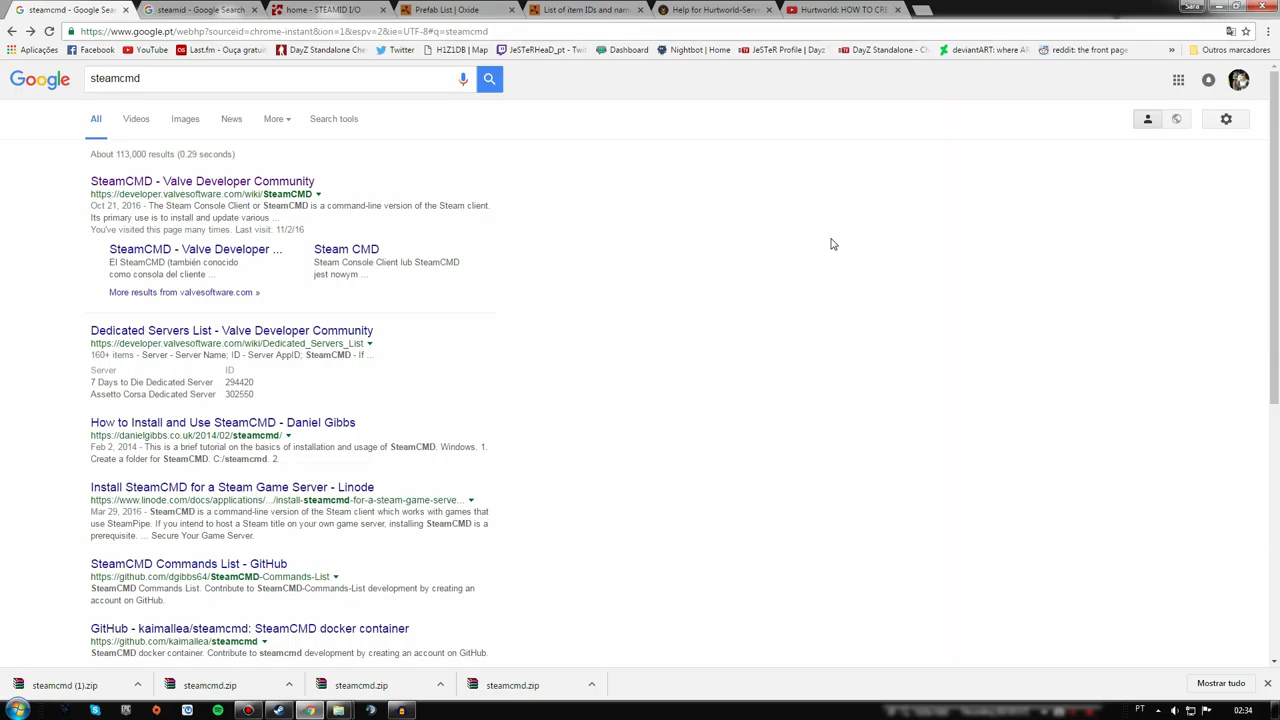 steamcmd - Google Searc
steamid - Google Search
home - STEAMID I/O
Prefab List | Oxide
List of item IDs and nam
Help for Hurtworld-Serv
Hurtworld: HOW TO CRE
Sara
https://www.google.pt/webhp?sourceid=chrome-instant&ion=1&espv=2&ie=UTF-8#q=steamcmd
Aplicações
Facebook
YouTube
Last.fm - Ouça gratuit
DayZ Standalone - Cha
Twitter
H1Z1DB | Map
JeSTeRHeaD_pt - Twit
Dashboard
Nightbot | Home
JeSTeR Profile | Dayz
DayZ Standalone - Ch
deviantART: where AR
reddit: the front page
»
Outros marcadores
Google
steamcmd
All
Videos
Images
News
More
Search tools
About 113,000 results (0.29 seconds)
SteamCMD - Valve Developer Community
https://developer.valvesoftware.com/wiki/SteamCMD
Oct 21, 2016 - The Steam Console Client or SteamCMD is a command-line version of the Steam client.
Its primary use is to install and update various ...
You've visited this page many times. Last visit: 11/2/16
SteamCMD - Valve Developer ...
El SteamCMD (también conocido
como consola del cliente ...
Steam CMD
Steam Console Client lub SteamCMD
jest nowym ...
More results from valvesoftware.com »
Dedicated Servers List - Valve Developer Community
https://developer.valvesoftware.com/wiki/Dedicated_Servers_List
160+ items - Server - Server Name; ID - Server AppID; SteamCMD - If ...
Server ID
7 Days to Die Dedicated Server 294420
Assetto Corsa Dedicated Server 302550
How to Install and Use SteamCMD - Daniel Gibbs
https://danielgibbs.co.uk/2014/02/steamcmd/
Feb 2, 2014 - This is a brief tutorial on the basics of installation and usage of SteamCMD. Windows. 1.
Create a folder for SteamCMD. C:/steamcmd. 2.
Install SteamCMD for a Steam Game Server - Linode
https://www.linode.com/docs/applications/.../install-steamcmd-for-a-steam-game-serve...
Mar 29, 2016 - SteamCMD is a command-line version of the Steam client which works with games that
use SteamPipe. If you intend to host a Steam title on your own game server, installing SteamCMD is a
prerequisite. ... Secure Your Game Server.
SteamCMD Commands List - GitHub
https://github.com/dgibbs64/SteamCMD-Commands-List
SteamCMD Commands List. Contribute to SteamCMD-Commands-List development by creating an
account on GitHub.
GitHub - kaimallea/steamcmd: SteamCMD docker container
https://github.com/kaimallea/steamcmd
SteamCMD docker container. Contribute to steamcmd development by creating an account on GitHub.
steamcmd (1).zip
steamcmd.zip
steamcmd.zip
steamcmd.zip
Mostrar tudo
PT
02:34